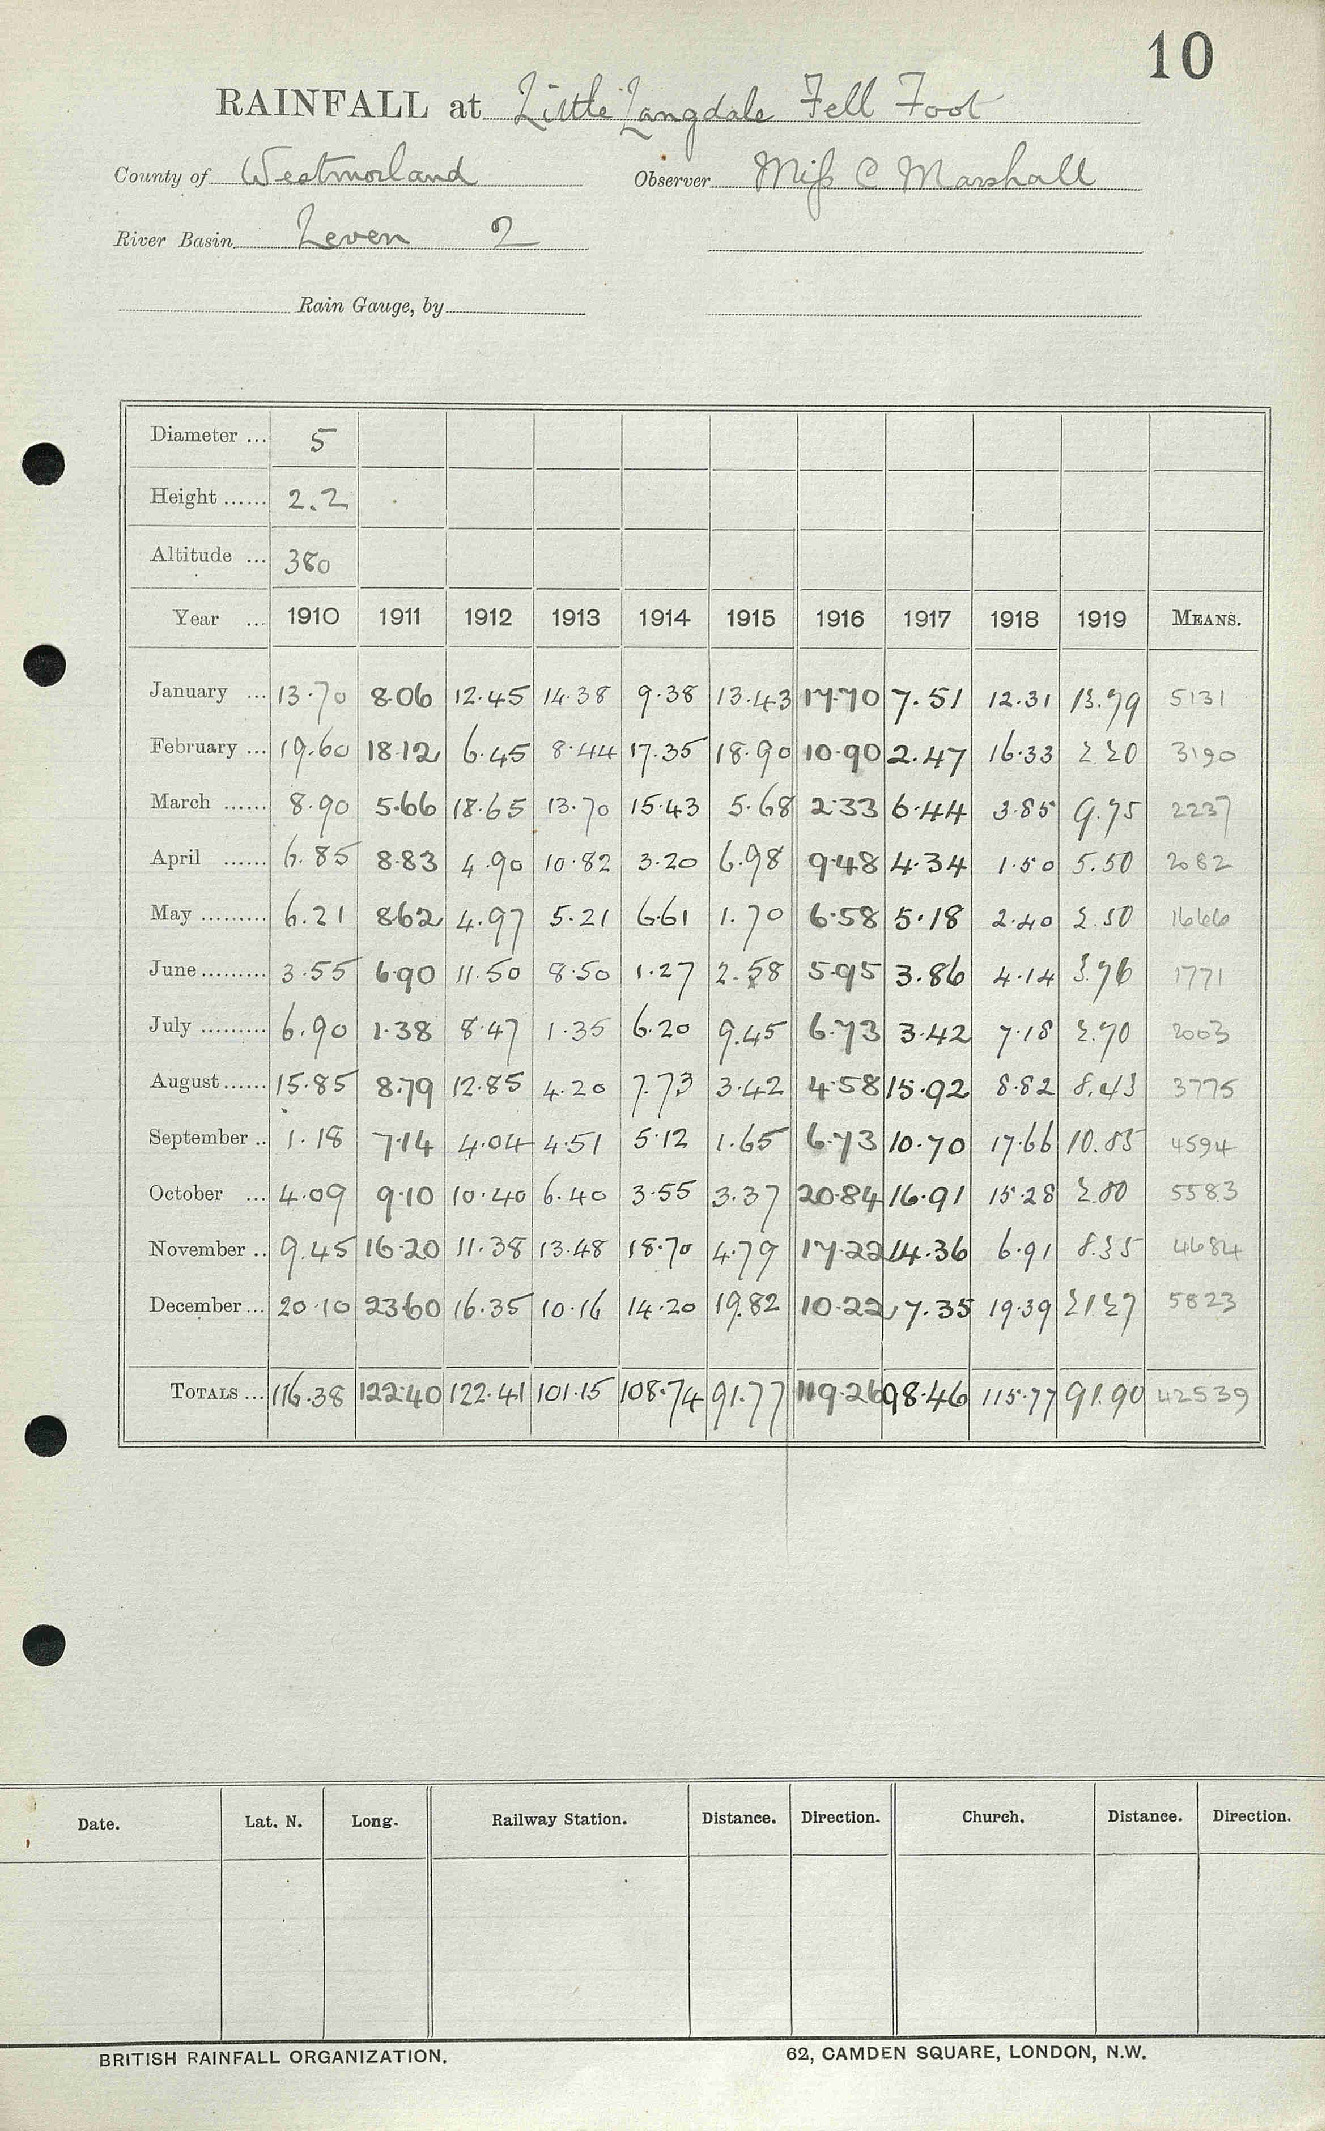 10
RAINFALL at Little Langdale Fell Foot
County of Westmorland Observer Miss C Marshall
River Basin Leven 2
Rain Gauge, by
Diameter ... 5
Height ...... 2.2
Altitude ... 380
Year ... 1910 1911 1912 1913 1914 1915 1916 1917 1918 1919 MEANS.
January ... 13.70 8.06 12.45 14.38 9.38 13.43 17.70 7.51 12.31 13.79 5131
February ... 19.60 18.12 6.45 8.44 17.35 18.90 10.90 2.47 16.33 2.20 3190
March ...... 8.90 5.66 18.65 13.70 15.43 5.68 2.33 6.44 3.85 9.75 2237
April ...... 6.85 8.83 4.90 10.82 3.20 6.98 9.48 4.34 1.50 5.50 2082
May ......... 6.21 8.62 4.97 5.21 6.61 1.70 6.58 5.18 2.40 2.50 1666
June ......... 3.55 6.90 11.50 8.50 1.27 2.58 5.95 3.86 4.14 3.76 1771
July ......... 6.90 1.38 8.47 1.35 6.20 9.45 6.73 3.42 7.18 2.70 2003
August ...... 15.85 8.79 12.85 4.20 7.73 3.42 4.58 15.92 8.82 8.43 3775
September .. 1.18 7.14 4.04 4.51 5.12 1.65 6.73 10.70 17.66 10.85 4594
October ... 4.09 9.10 10.40 6.40 3.55 3.37 20.84 16.91 15.28 2.80 5583
November .. 9.45 16.20 11.38 13.48 18.70 4.79 17.22 14.36 6.91 8.35 4684
December ... 20.10 23.60 16.35 10.16 14.20 19.82 10.22 7.35 19.39 21.27 5823
TOTALS ... 116.38 122.40 122.41 101.15 108.74 91.77 119.26 98.46 115.77 91.90 42539
Date. Lat. N. Long. Railway Station. Distance. Direction. Church. Distance. Direction.
BRITISH RAINFALL ORGANIZATION. 62, CAMDEN SQUARE, LONDON, N.W.